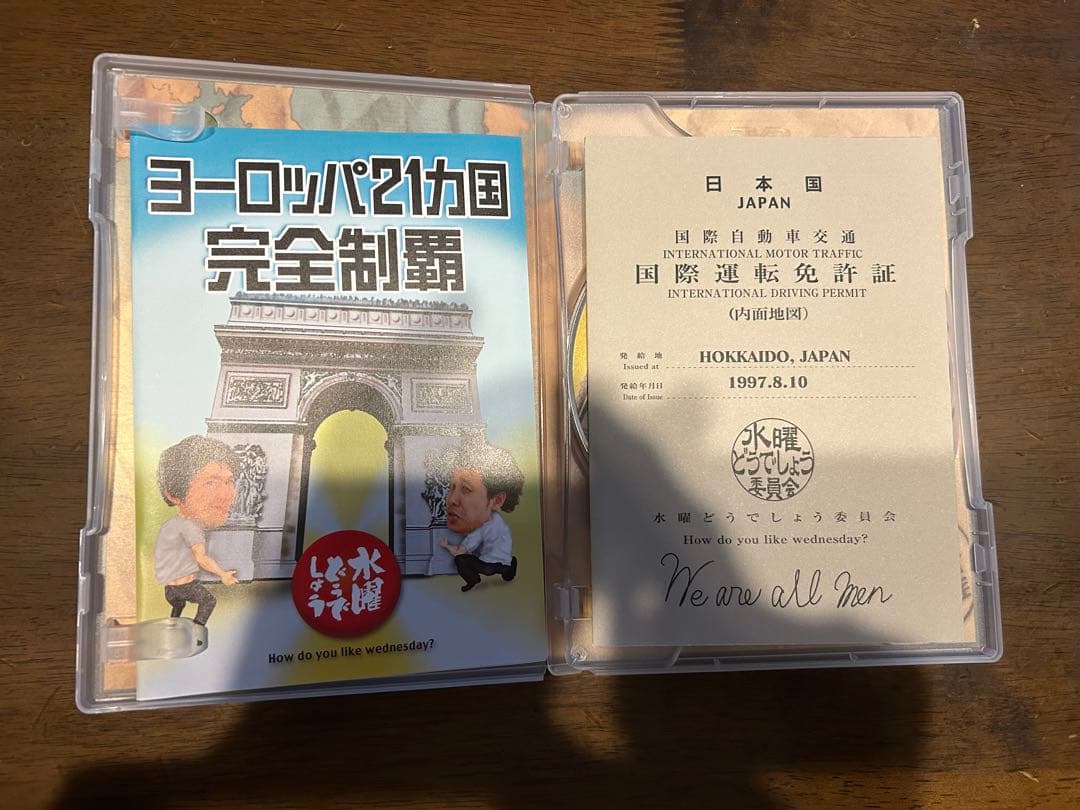 ヨーロッパ21カ国
完全制覇
水曜
どうで
しょう
How do you like wednesday?
日本国
JAPAN
国際自動車交通
INTERNATIONAL MOTOR TRAFFIC
国際運転免許証
INTERNATIONAL DRIVING PERMIT
(内面地図)
発給地
Issued at
HOKKAIDO, JAPAN
発給年月日
Date of Issue
1997.8.10
水曜
どうでしょう
委員会
水曜どうでしょう委員会
How do you like wednesday?
We are all men